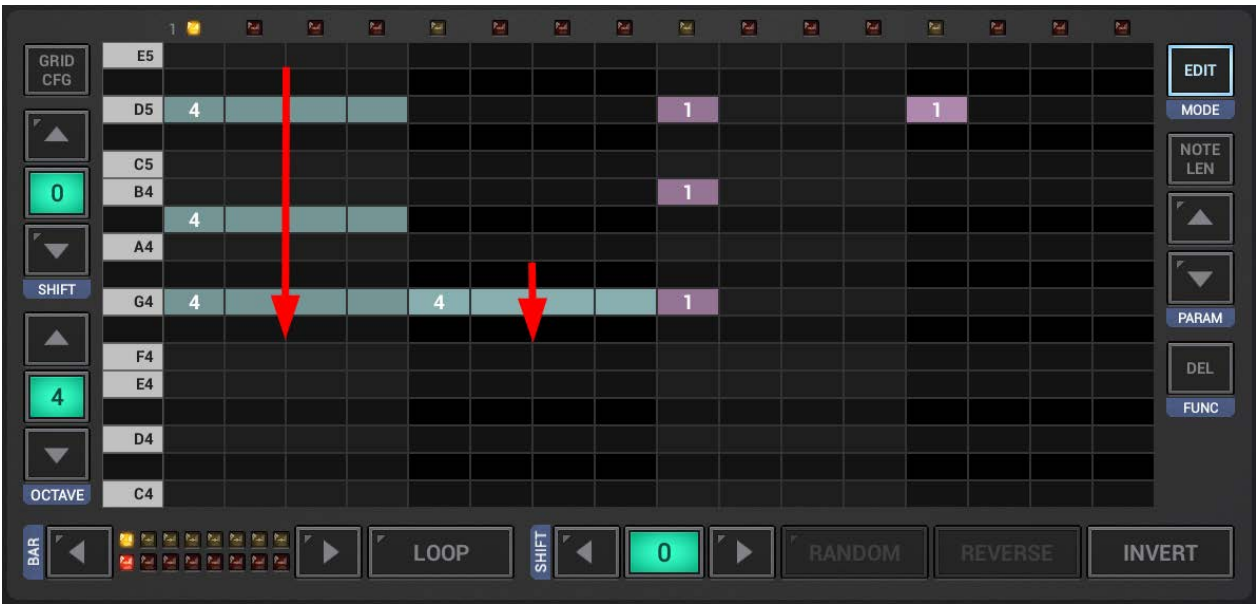 1
GRID
CFG
E5
EDIT
D5
4
1
1
MODE
NOTE
LEN
C5
0
B4
1
4
A4
SHIFT
G4
4
4
1
PARAM
F4
DEL
4
E4
FUNC
D4
OCTAVE
C4
BAR
LOOP
SHIFT
0
RANDOM
REVERSE
INVERT